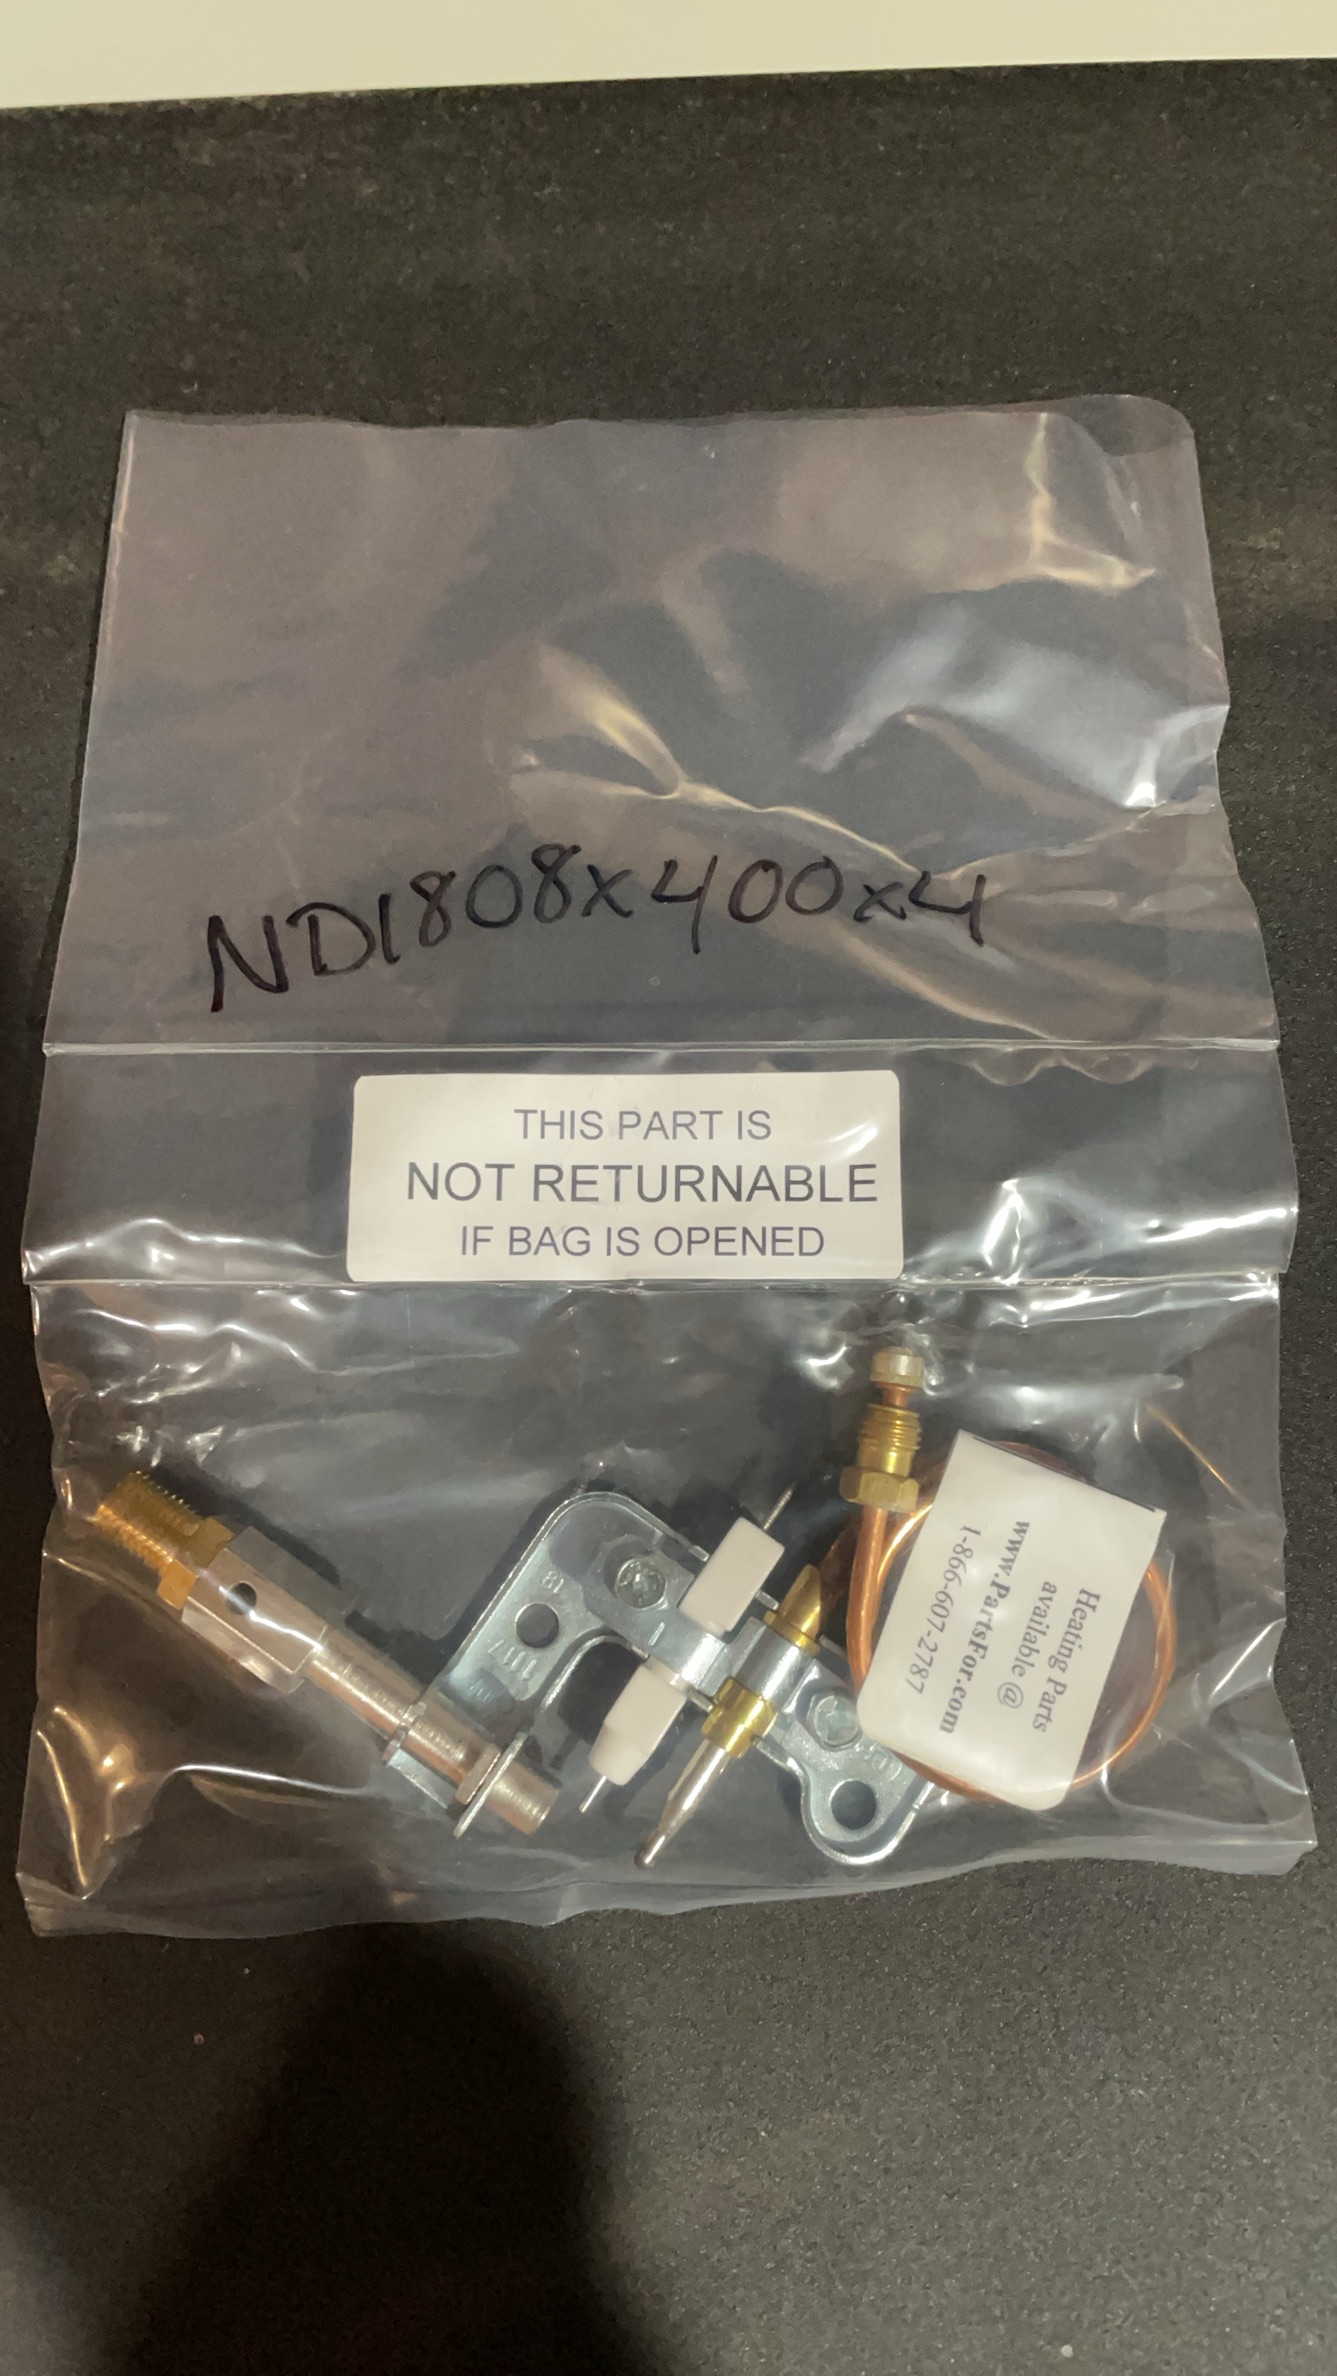 ND1808x400x4
THIS PART IS
NOT RETURNABLE
IF BAG IS OPENED
Heating Parts
available @
www.PartsFor.com
1-866-607-2787